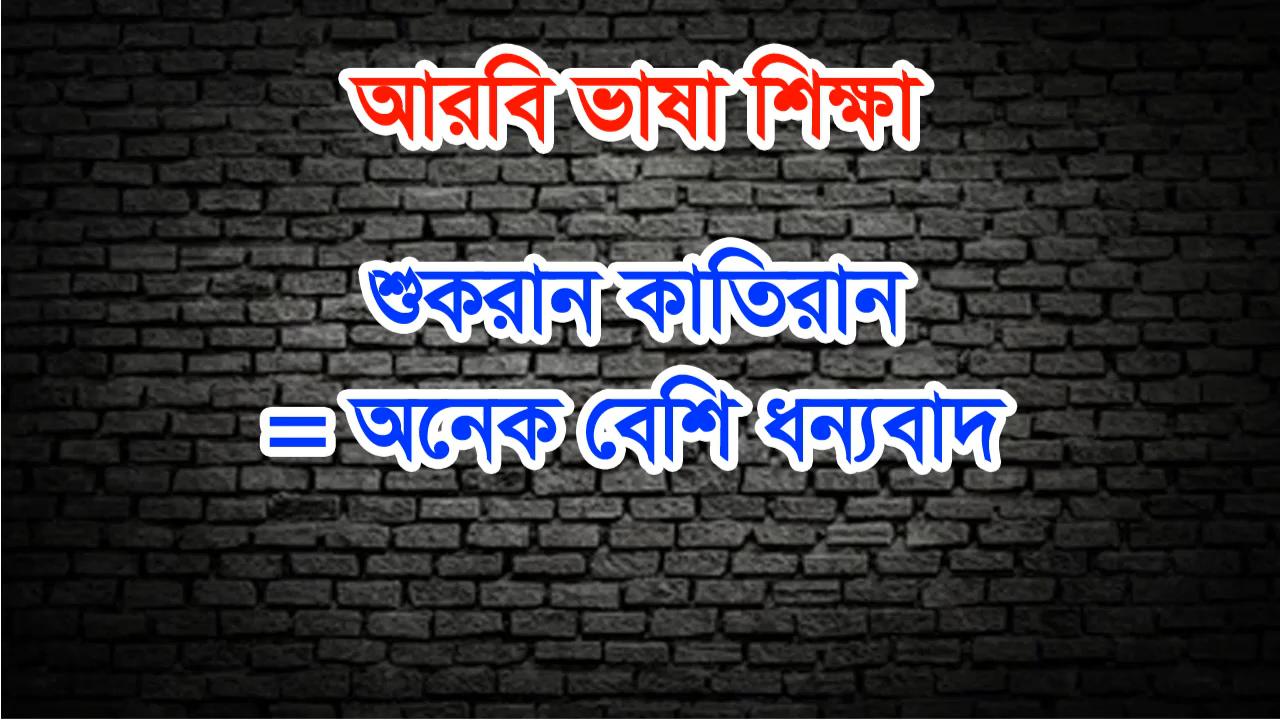 আরবি ভাষা শিক্ষা
শুকরান কাতিরান
= অনেক বেশি ধন্যবাদ